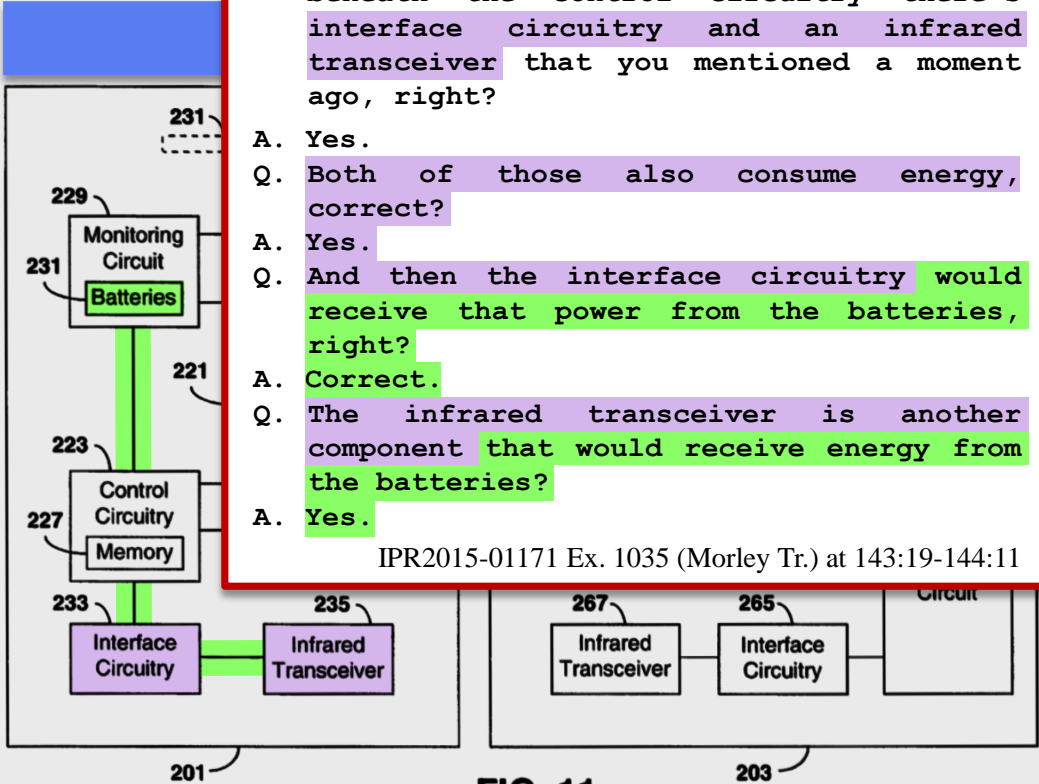 interface circuitry and an infrared
transceiver that you mentioned a moment
ago, right?
A. Yes.
Q. Both of those also consume energy,
correct?
A. Yes.
Q. And then the interface circuitry would
receive that power from the batteries,
right?
A. Correct.
Q. The infrared transceiver is another
component that would receive energy from
the batteries?
A. Yes.
IPR2015-01171 Ex. 1035 (Morley Tr.) at 143:19-144:11
231
229
Monitoring
Circuit
231
Batteries
221
223
Control
Circuitry
227
Memory
233
235
Interface
Circuitry
Infrared
Transceiver
201
267
265
Circuit
Infrared
Transceiver
Interface
Circuitry
203